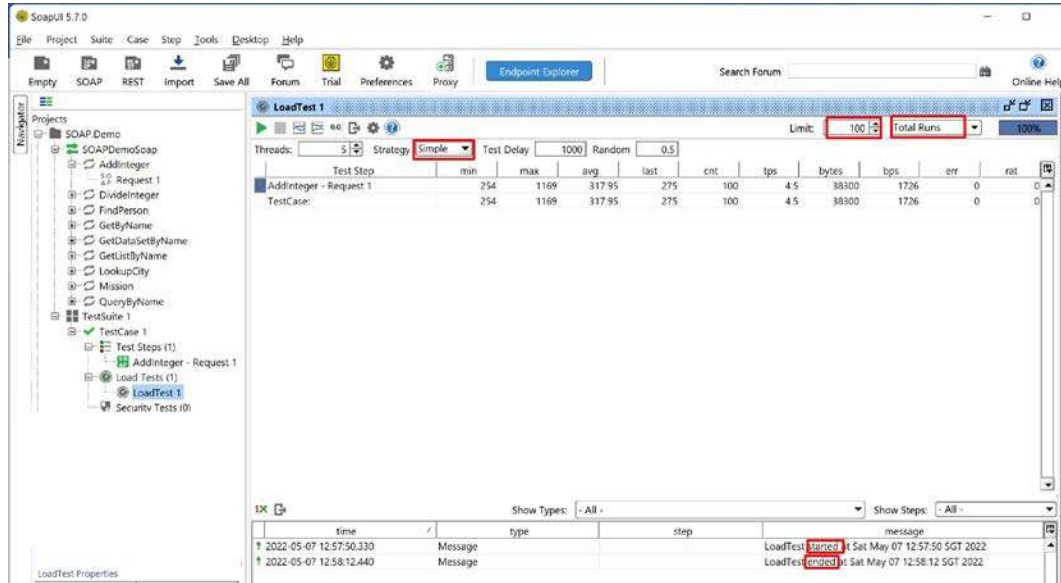 SoapUI 5.7.0
File Project Suite Case Step Tools Desktop Help
Empty SOAP REST Import Save All Forum Trial Preferences Proxy Endpoint Explorer Search Forum Online Help
Navigator
Projects
SOAP Demo
SOAPDemoSoap
AddInteger
Request 1
DivideInteger
FindPerson
GetByName
GetDataSetByName
GetListByName
LookupCity
Mission
QueryByName
TestSuite 1
TestCase 1
Test Steps (1)
AddInteger - Request 1
Load Tests (1)
LoadTest 1
Security Tests (0)
LoadTest Properties
LoadTest 1
Limit: 100 Total Runs 100%
Threads: 5 Strategy Simple Test Delay 1000 Random 0.5
Test Step min max avg last cnt tps bytes bps err rat
AddInteger - Request 1 254 1169 317.95 275 100 4.5 38300 1726 0 0
TestCase: 254 1169 317.95 275 100 4.5 38300 1726 0 0
Show Types: - All - Show Steps: - All -
time type step message
2022-05-07 12:57:50.330 Message LoadTest started at Sat May 07 12:57:50 SGT 2022
2022-05-07 12:58:12.440 Message LoadTest ended at Sat May 07 12:58:12 SGT 2022